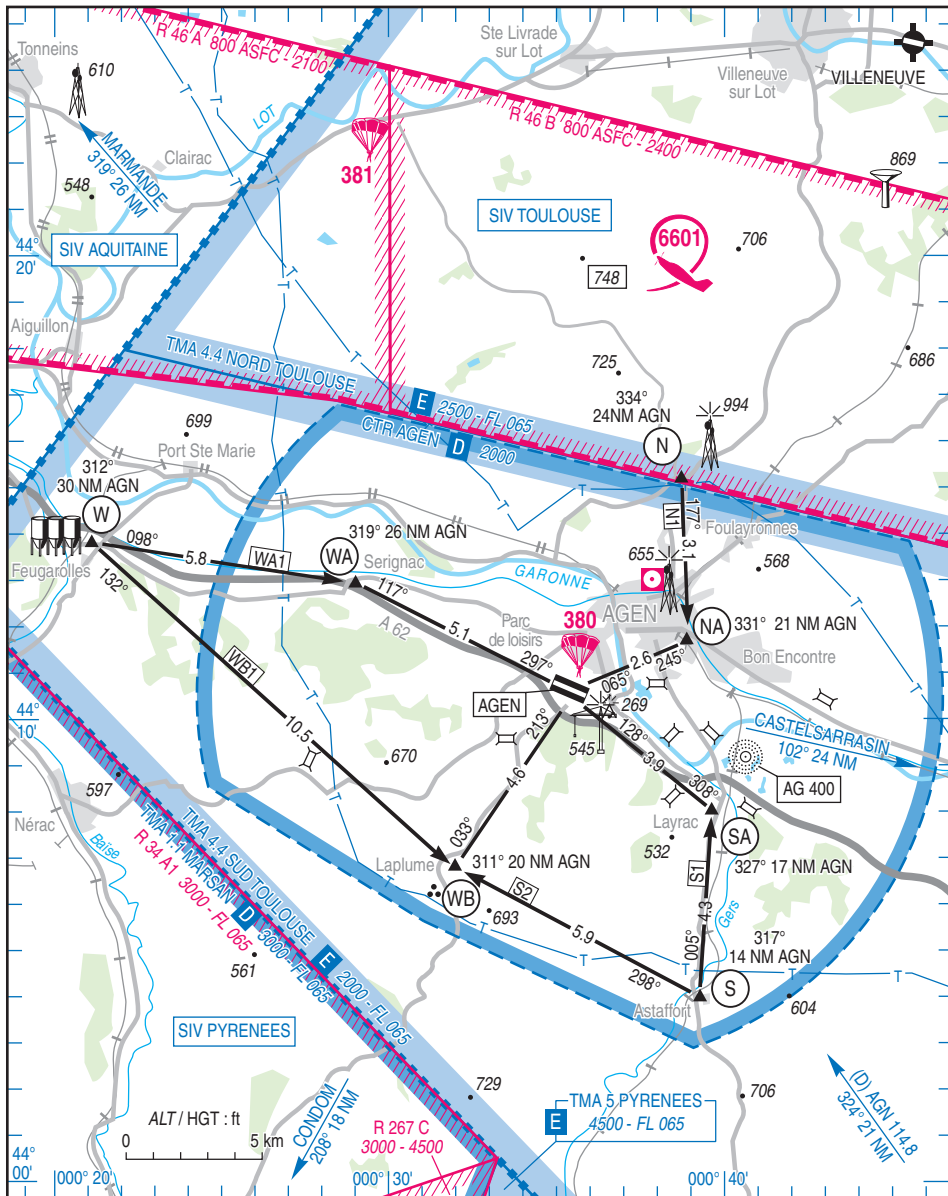 Tonneins
610
R 46 A 800 ASFC - 2100
Ste Livrade
sur Lot
Villeneuve
sur Lot
VILLENEUVE
MARMANDE
319° 26 NM
LOT
Clairac
548
381
R 46 B 800 ASFC - 2400
869
SIV TOULOUSE
SIV AQUITAINE
44°
20'
6601
706
748
Aiguillon
TMA 4.4 NORD TOULOUSE
E 2500 - FL 065
725
686
334°
24NM AGN
994
CTR AGEN D 2000
699
Port Ste Marie
N
312°
30 NM AGN
W
Feugarolles
098°
5.8
WA1
WA
319° 26 NM AGN
Serignac
177°
N1
3.1
Foulayronnes
655
568
GARONNE
132°
117°
A 62
5.1
Parc
de loisirs
380
AGEN
NA
331° 21 NM AGN
Bon Encontre
297°
2.6
245°
065°
WB1
AGEN
213°
269
128°
44°
10'
545
3.9
CASTELSARRASIN
102° 24 NM
10.5
670
4.6
308°
AG 400
597
Nérac
Baïse
TMA 4.4 SUD TOULOUSE
E 2000 - FL 065
TMA 1.1 MARSAN D 3000 - FL 065
R 34 A1 3000 - FL 065
033°
Layrac
532
SA
327° 17 NM AGN
Laplume
311° 20 NM AGN
WB
S2
S1
4.3
Gers
693
5.9
005°
317°
14 NM AGN
298°
S
Astaffort
604
561
SIV PYRENEES
729
706
ALT / HGT : ft
0 5 km
CONDOM
208° 18 NM
R 267 C
3000 - 4500
TMA 5 PYRENEES
E 4500 - FL 065
(D) AGN 114.8
324° 21 NM
44°
00'
000° 20'
000° 30'
000° 40'
T
T
T
T
T
T
T
T
T
T